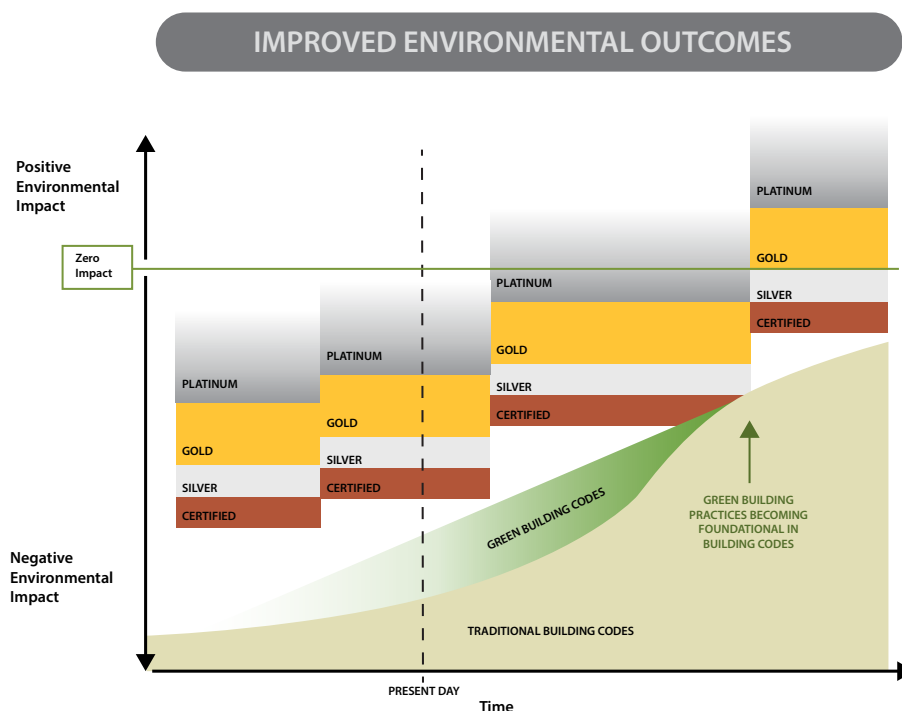 IMPROVED ENVIRONMENTAL OUTCOMES
Positive
Environmental
Impact
Zero
Impact
Negative
Environmental
Impact
PLATINUM
GOLD
SILVER
CERTIFIED
PLATINUM
GOLD
SILVER
CERTIFIED
PLATINUM
GOLD
SILVER
CERTIFIED
PLATINUM
GOLD
SILVER
CERTIFIED
GREEN BUILDING CODES
GREEN BUILDING
PRACTICES BECOMING
FOUNDATIONAL IN
BUILDING CODES
TRADITIONAL BUILDING CODES
PRESENT DAY
Time